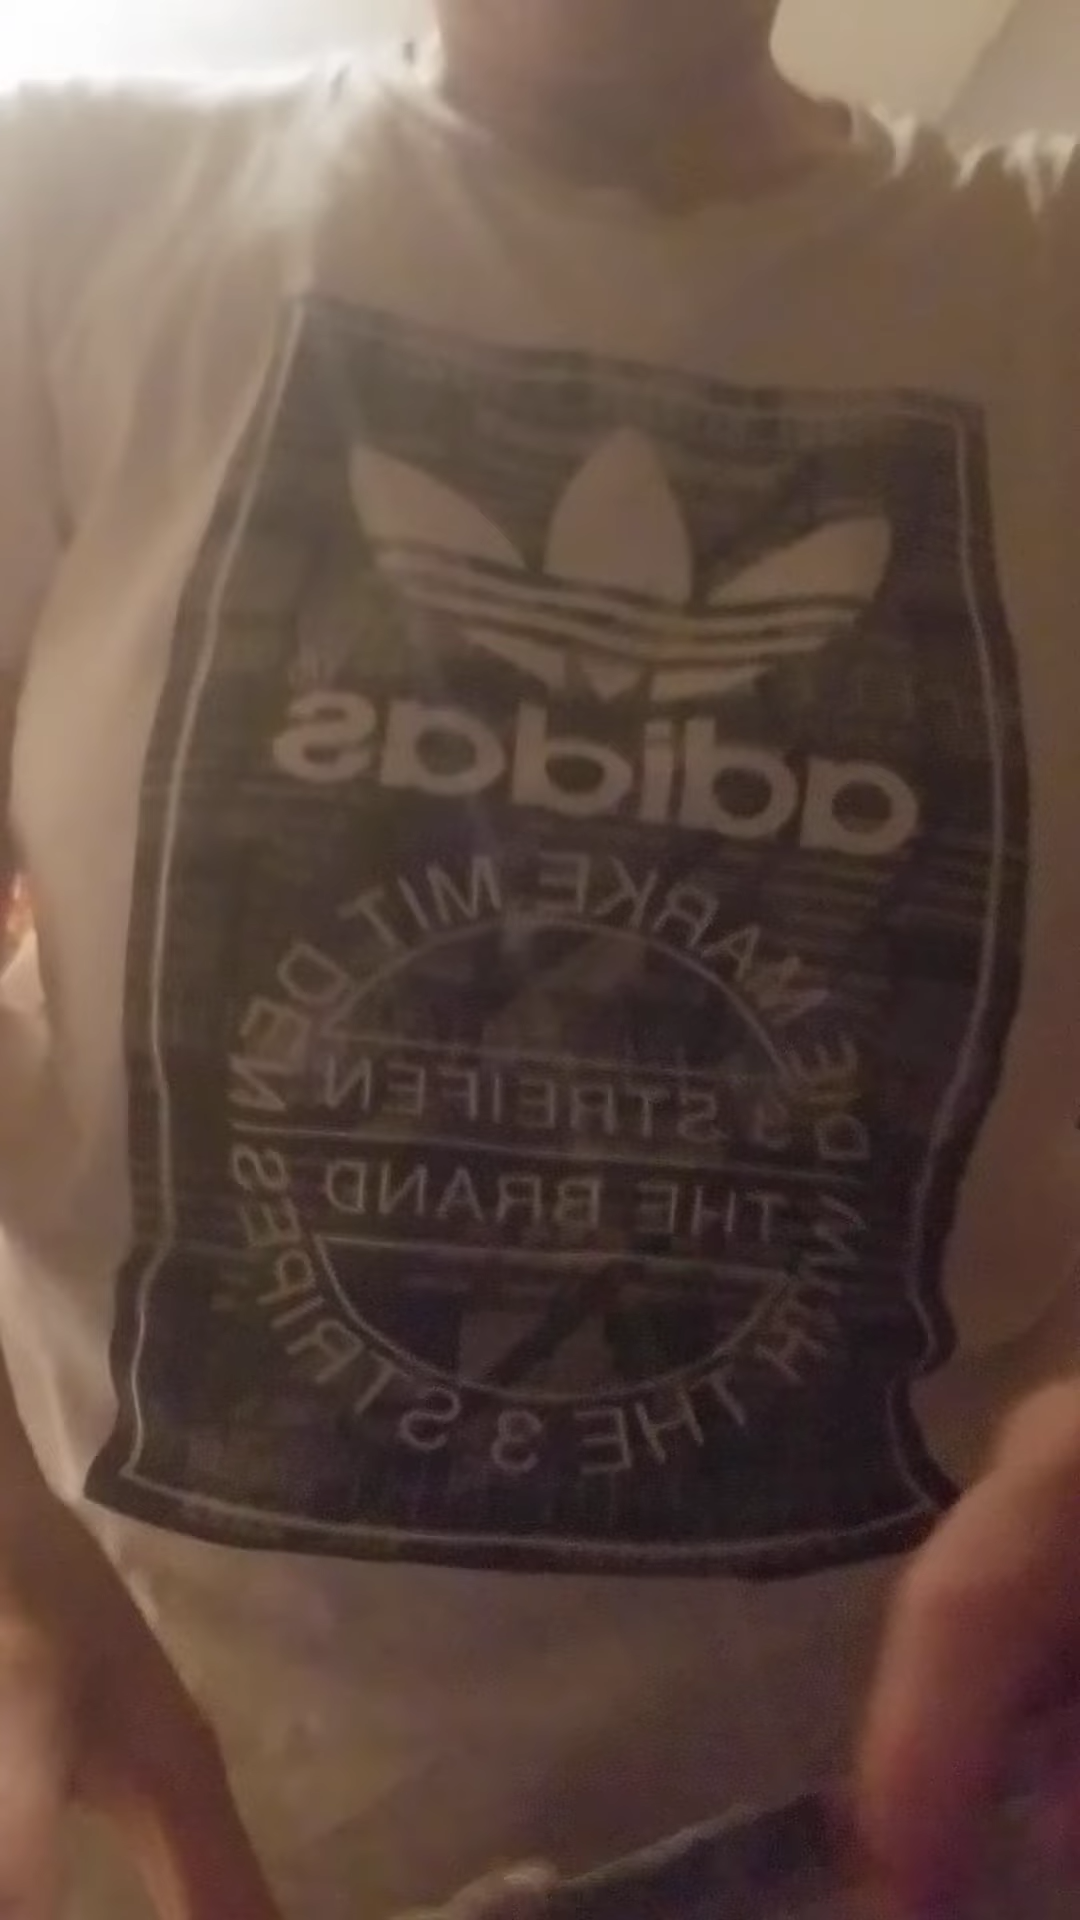 adidas
DIE MARKE MIT DEN
3 STREIFEN
THE BRAND
WITH THE 3 STRIPES